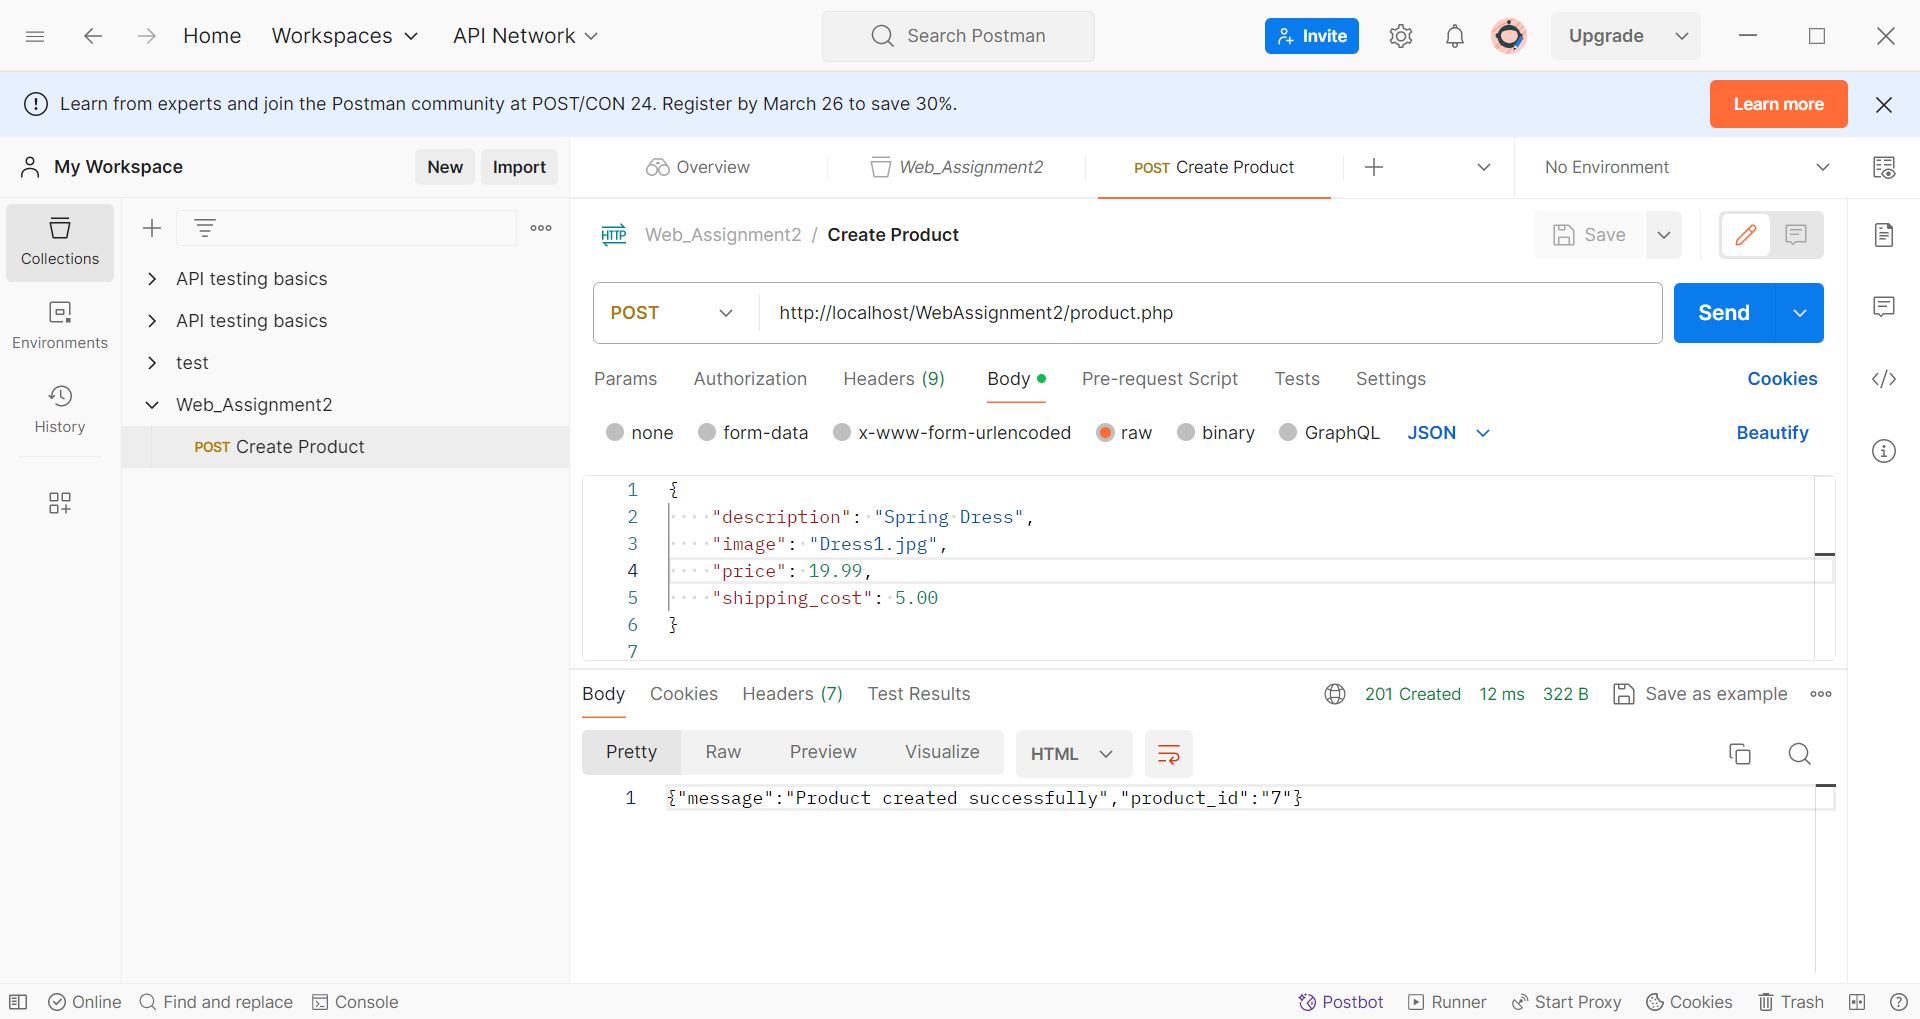 Home Workspaces API Network Search Postman Invite Upgrade
Learn from experts and join the Postman community at POST/CON 24. Register by March 26 to save 30%. Learn more
My Workspace New Import Overview Web_Assignment2 POST Create Product No Environment
Collections
Environments
History
API testing basics
API testing basics
test
Web_Assignment2
POST Create Product
HTTP Web_Assignment2 / Create Product Save
POST http://localhost/WebAssignment2/product.php Send
Params Authorization Headers (9) Body Pre-request Script Tests Settings Cookies
none form-data x-www-form-urlencoded raw binary GraphQL JSON Beautify
1 {
2 "description": "Spring Dress",
3 "image": "Dress1.jpg",
4 "price": 19.99,
5 "shipping_cost": 5.00
6 }
7
Body Cookies Headers (7) Test Results 201 Created 12 ms 322 B Save as example
Pretty Raw Preview Visualize HTML
1 {"message":"Product created successfully","product_id":"7"}
Online Find and replace Console Postbot Runner Start Proxy Cookies Trash